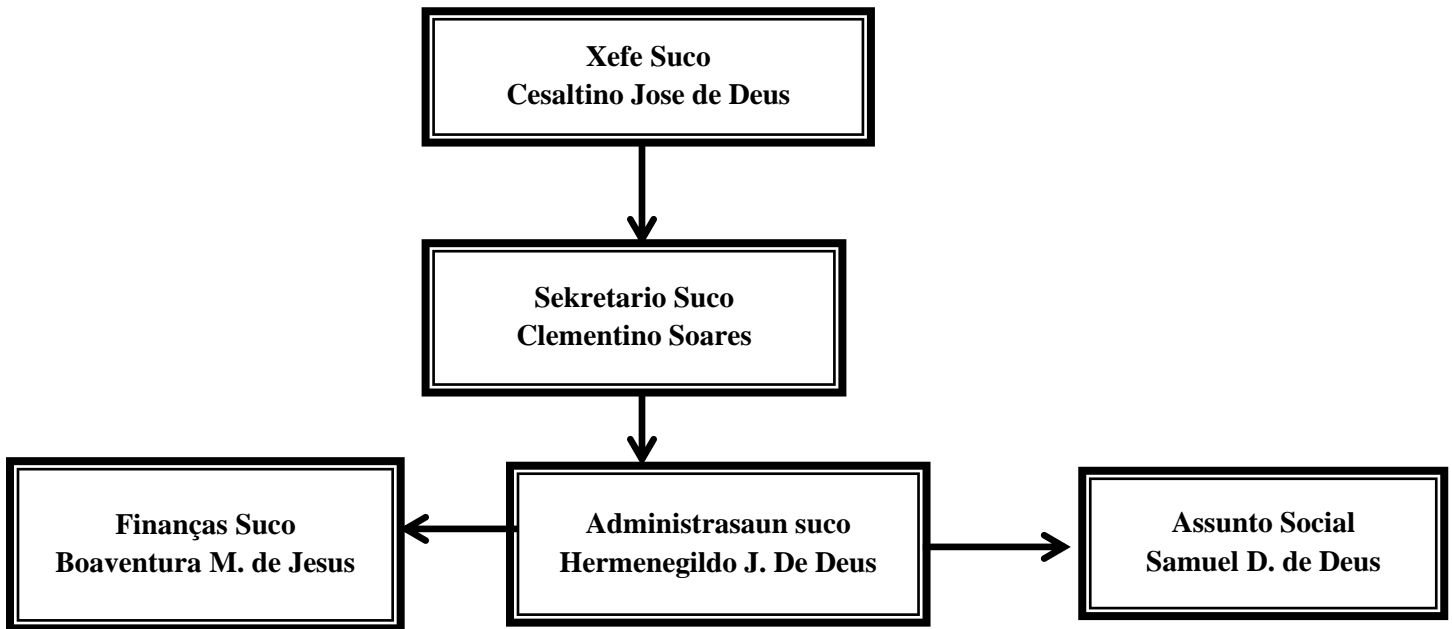 Xefe Suco
Cesaltino Jose de Deus
Sekretario Suco
Clementino Soares
Finanças Suco
Boaventura M. de Jesus
Administrasaun suco
Hermenegildo J. De Deus
Assunto Social
Samuel D. de Deus